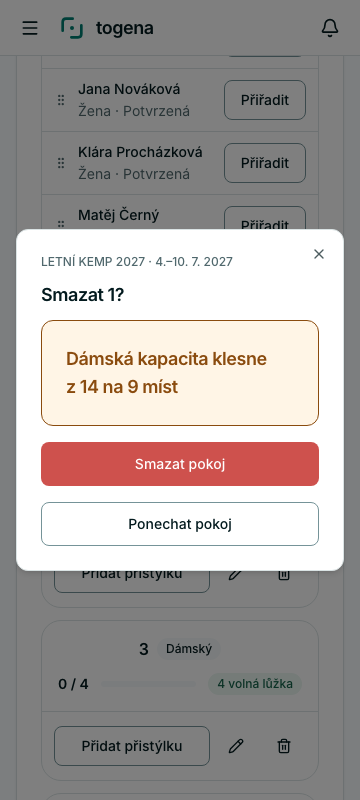 togena
Jana Nováková
Žena · Potvrzená
Přiřadit
Klára Procházková
Žena · Potvrzená
Přiřadit
Matěj Černý
Přiřadit
LETNÍ KEMP 2027 · 4.–10. 7. 2027
Smazat 1?
Dámská kapacita klesne
z 14 na 9 míst
Smazat pokoj
Ponechat pokoj
Přidat přistýlku
3
Dámský
0 / 4
4 volná lůžka
Přidat přistýlku